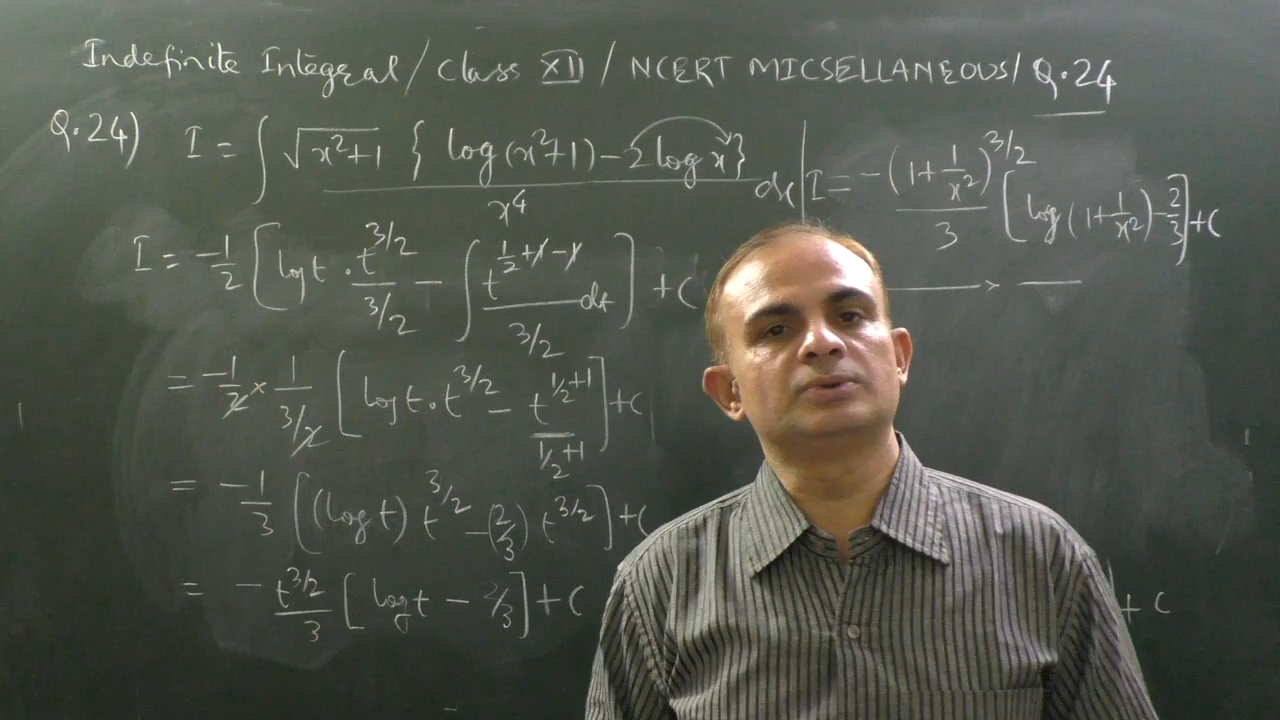 Indefinite Integral / Class XII / NCERT MICSELLANEOUS / Q.24
Q.24) I = ∫ √(x²+1) { log(x²+1) – 2 log x } / x⁴ dx
I = -1/2 [ log t · t^(3/2) / (3/2) – ∫ t^(1/2+1-1) / (3/2) dt ] + C
= -1/2 × 1/(3/2) [ log t · t^(3/2) – t^(1/2+1) / (1/2+1) ] + C
= -1/3 [ (log t) t^(3/2) – (2/3) t^(3/2) ] + C
= - t^(3/2)/3 [ log t – 2/3 ] + C
I = -(1+1/x²)^(3/2) / 3 [ log (1+1/x²) – 2/3 ] + C
+ C